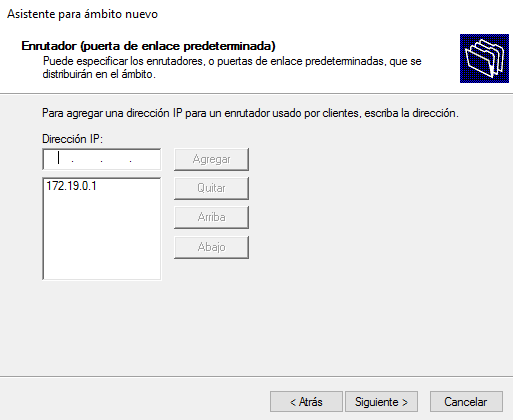 Asistente para ámbito nuevo
Enrutador (puerta de enlace predeterminada)
Puede especificar los enrutadores, o puertas de enlace predeterminadas, que se
distribuirán en el ámbito.
Para agregar una dirección IP para un enrutador usado por clientes, escriba la dirección.
Dirección IP:
. . .
Agregar
172.19.0.1
Quitar
Arriba
Abajo
< Atrás
Siguiente >
Cancelar